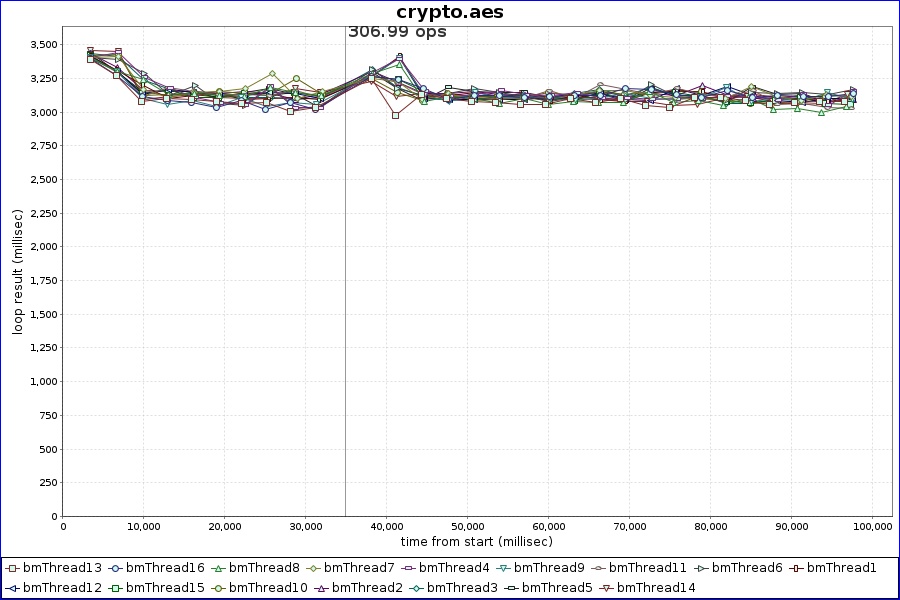 crypto.aes
306.99 ops
3,500
3,250
3,000
2,750
2,500
2,250
2,000
1,750
1,500
1,250
1,000
750
500
250
0
loop result (millisec)
0 10,000 20,000 30,000 40,000 50,000 60,000 70,000 80,000 90,000 100,000
time from start (millisec)
bmThread13 bmThread16 bmThread8 bmThread7 bmThread4 bmThread9 bmThread11 bmThread6 bmThread1
bmThread12 bmThread15 bmThread10 bmThread2 bmThread3 bmThread5 bmThread14